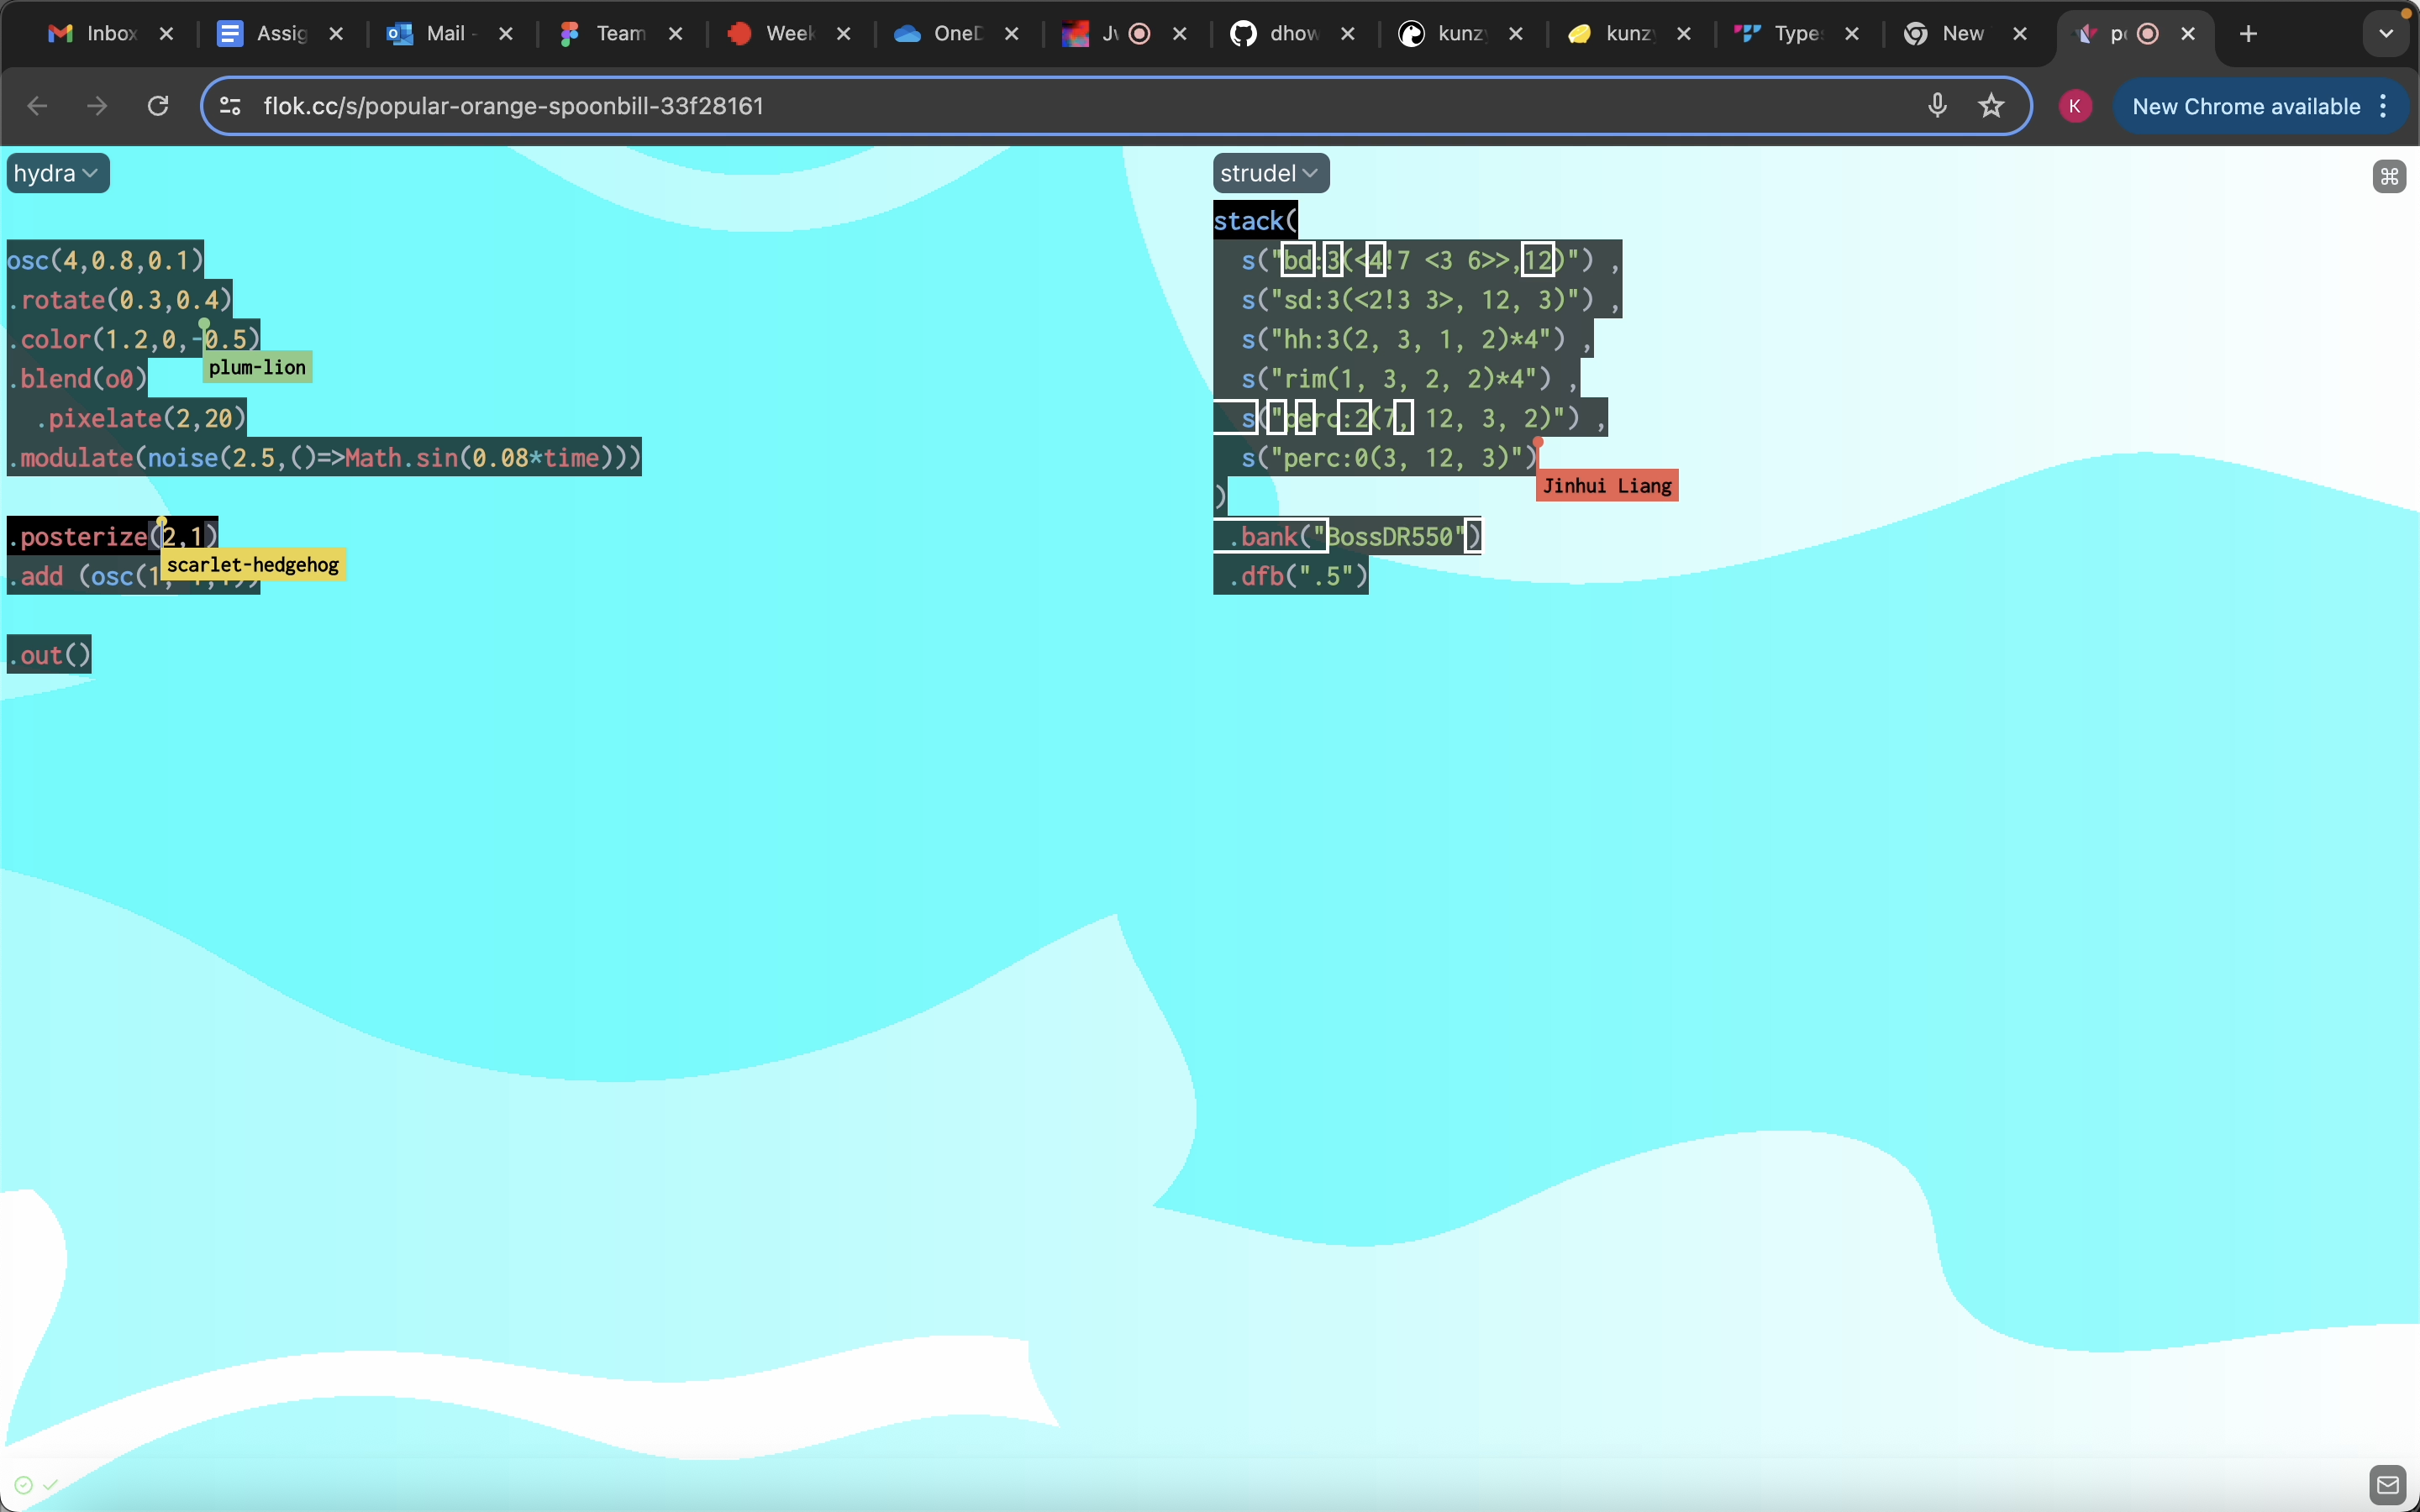 Inbox
Assig
Mail -
Team
Week
OneD
dhow
kunzy
kunzy
Type
New
flok.cc/s/popular-orange-spoonbill-33f28161
K
New Chrome available
hydra
osc(4,0.8,0.1)
.rotate(0.3,0.4)
.color(1.2,0,-0.5)
plum-lion
.blend(o0)
.pixelate(2,20)
.modulate(noise(2.5,()=>Math.sin(0.08*time)))
.posterize(2,1)
scarlet-hedgehog
.add (osc(1,
.out()
strudel
stack(
s("bd:3(<4!7 <3 6>>,12)") ,
s("sd:3(<2!3 3>, 12, 3)") ,
s("hh:3(2, 3, 1, 2)*4") ,
s("rim(1, 3, 2, 2)*4") ,
s("perc:2(7, 12, 3, 2)") ,
s("perc:0(3, 12, 3)")
Jinhui Liang
)
.bank("BossDR550")
.dfb(".5")